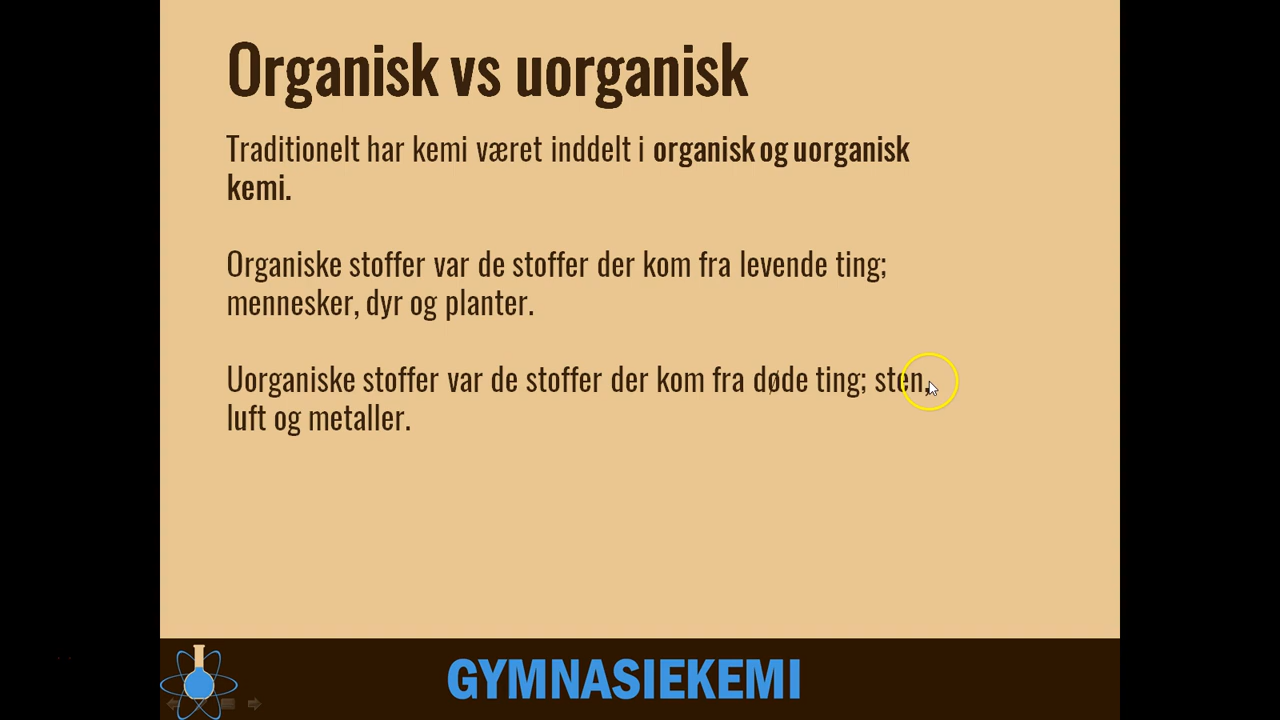 Organisk vs uorganisk
Traditionelt har kemi været inddelt i organisk og uorganisk
kemi.
Organiske stoffer var de stoffer der kom fra levende ting;
mennesker, dyr og planter.
Uorganiske stoffer var de stoffer der kom fra døde ting; sten,
luft og metaller.
GYMNASIEKEMI